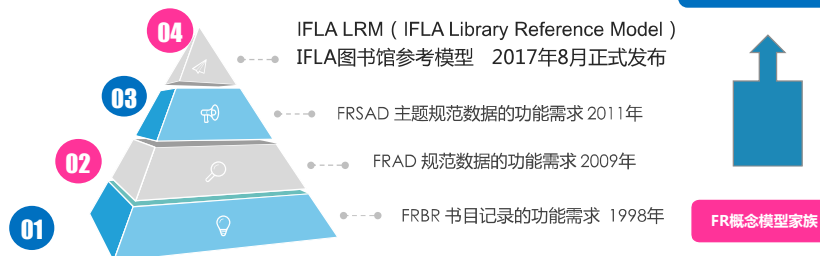 04
IFLA LRM（IFLA Library Reference Model）
IFLA图书馆参考模型 2017年8月正式发布
03
FRSAD 主题规范数据的功能需求 2011年
02
FRAD 规范数据的功能需求 2009年
01
FRBR 书目记录的功能需求 1998年
FR概念模型家族